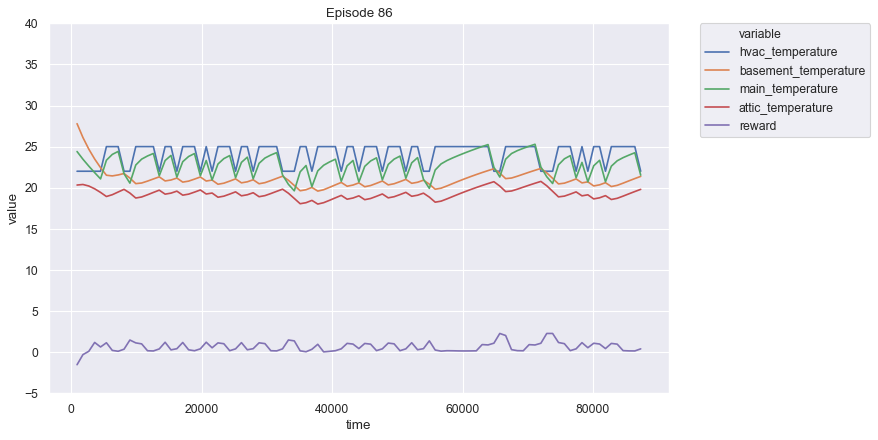 Episode 86
40
35
30
25
20
15
10
5
0
−5
value
0
20000
40000
60000
80000
time
variable
hvac_temperature
basement_temperature
main_temperature
attic_temperature
reward